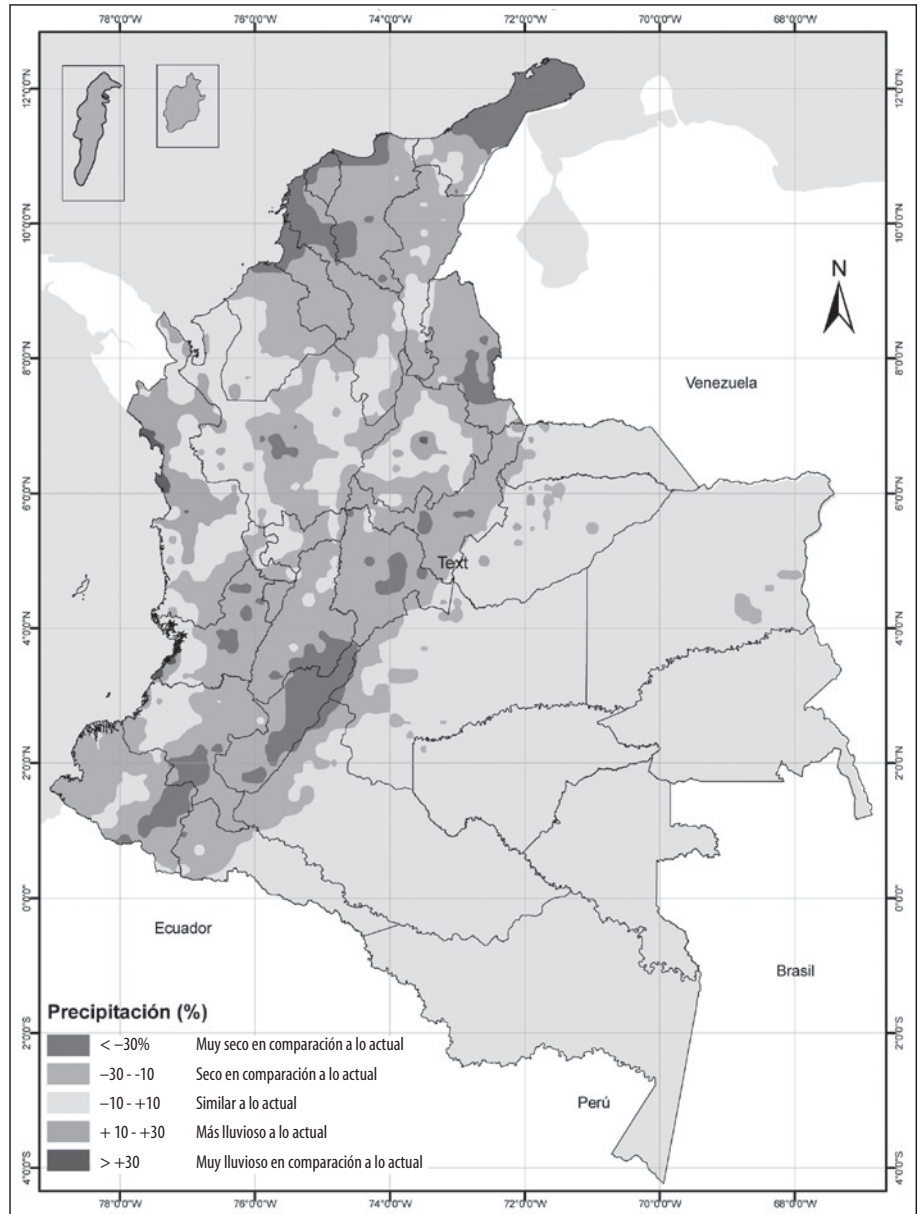 78°0'0"W 76°0'0"W 74°0'0"W 72°0'0"W 70°0'0"W 68°0'0"W
12°0'0"N 12°0'0"N
10°0'0"N 10°0'0"N
N
8°0'0"N 8°0'0"N
Venezuela
6°0'0"N 6°0'0"N
Text
4°0'0"N 4°0'0"N
2°0'0"N 2°0'0"N
0°0'0" 0°0'0"
Ecuador
Brasil
2°0'0"S 2°0'0"S
Precipitación (%)
< –30% Muy seco en comparación a lo actual
–30 - -10 Seco en comparación a lo actual
–10 - +10 Similar a lo actual
Perú
+ 10 - +30 Más lluvioso a lo actual
> +30 Muy lluvioso en comparación a lo actual
4°0'0"S 4°0'0"S
78°0'0"W 76°0'0"W 74°0'0"W 72°0'0"W 70°0'0"W 68°0'0"W